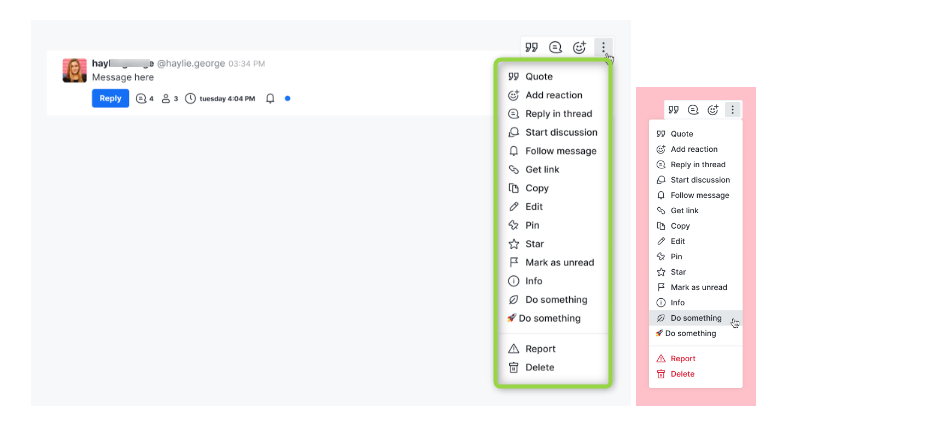 @haylie.george 03:34 PM
Message here
Reply 4 3 tuesday 4:04 PM
Quote
Add reaction
Reply in thread
Start discussion
Follow message
Get link
Copy
Edit
Pin
Star
Mark as unread
Info
Do something
Do something
Report
Delete
Quote
Add reaction
Reply in thread
Start discussion
Follow message
Get link
Copy
Edit
Pin
Star
Mark as unread
Info
Do something
Do something
Report
Delete